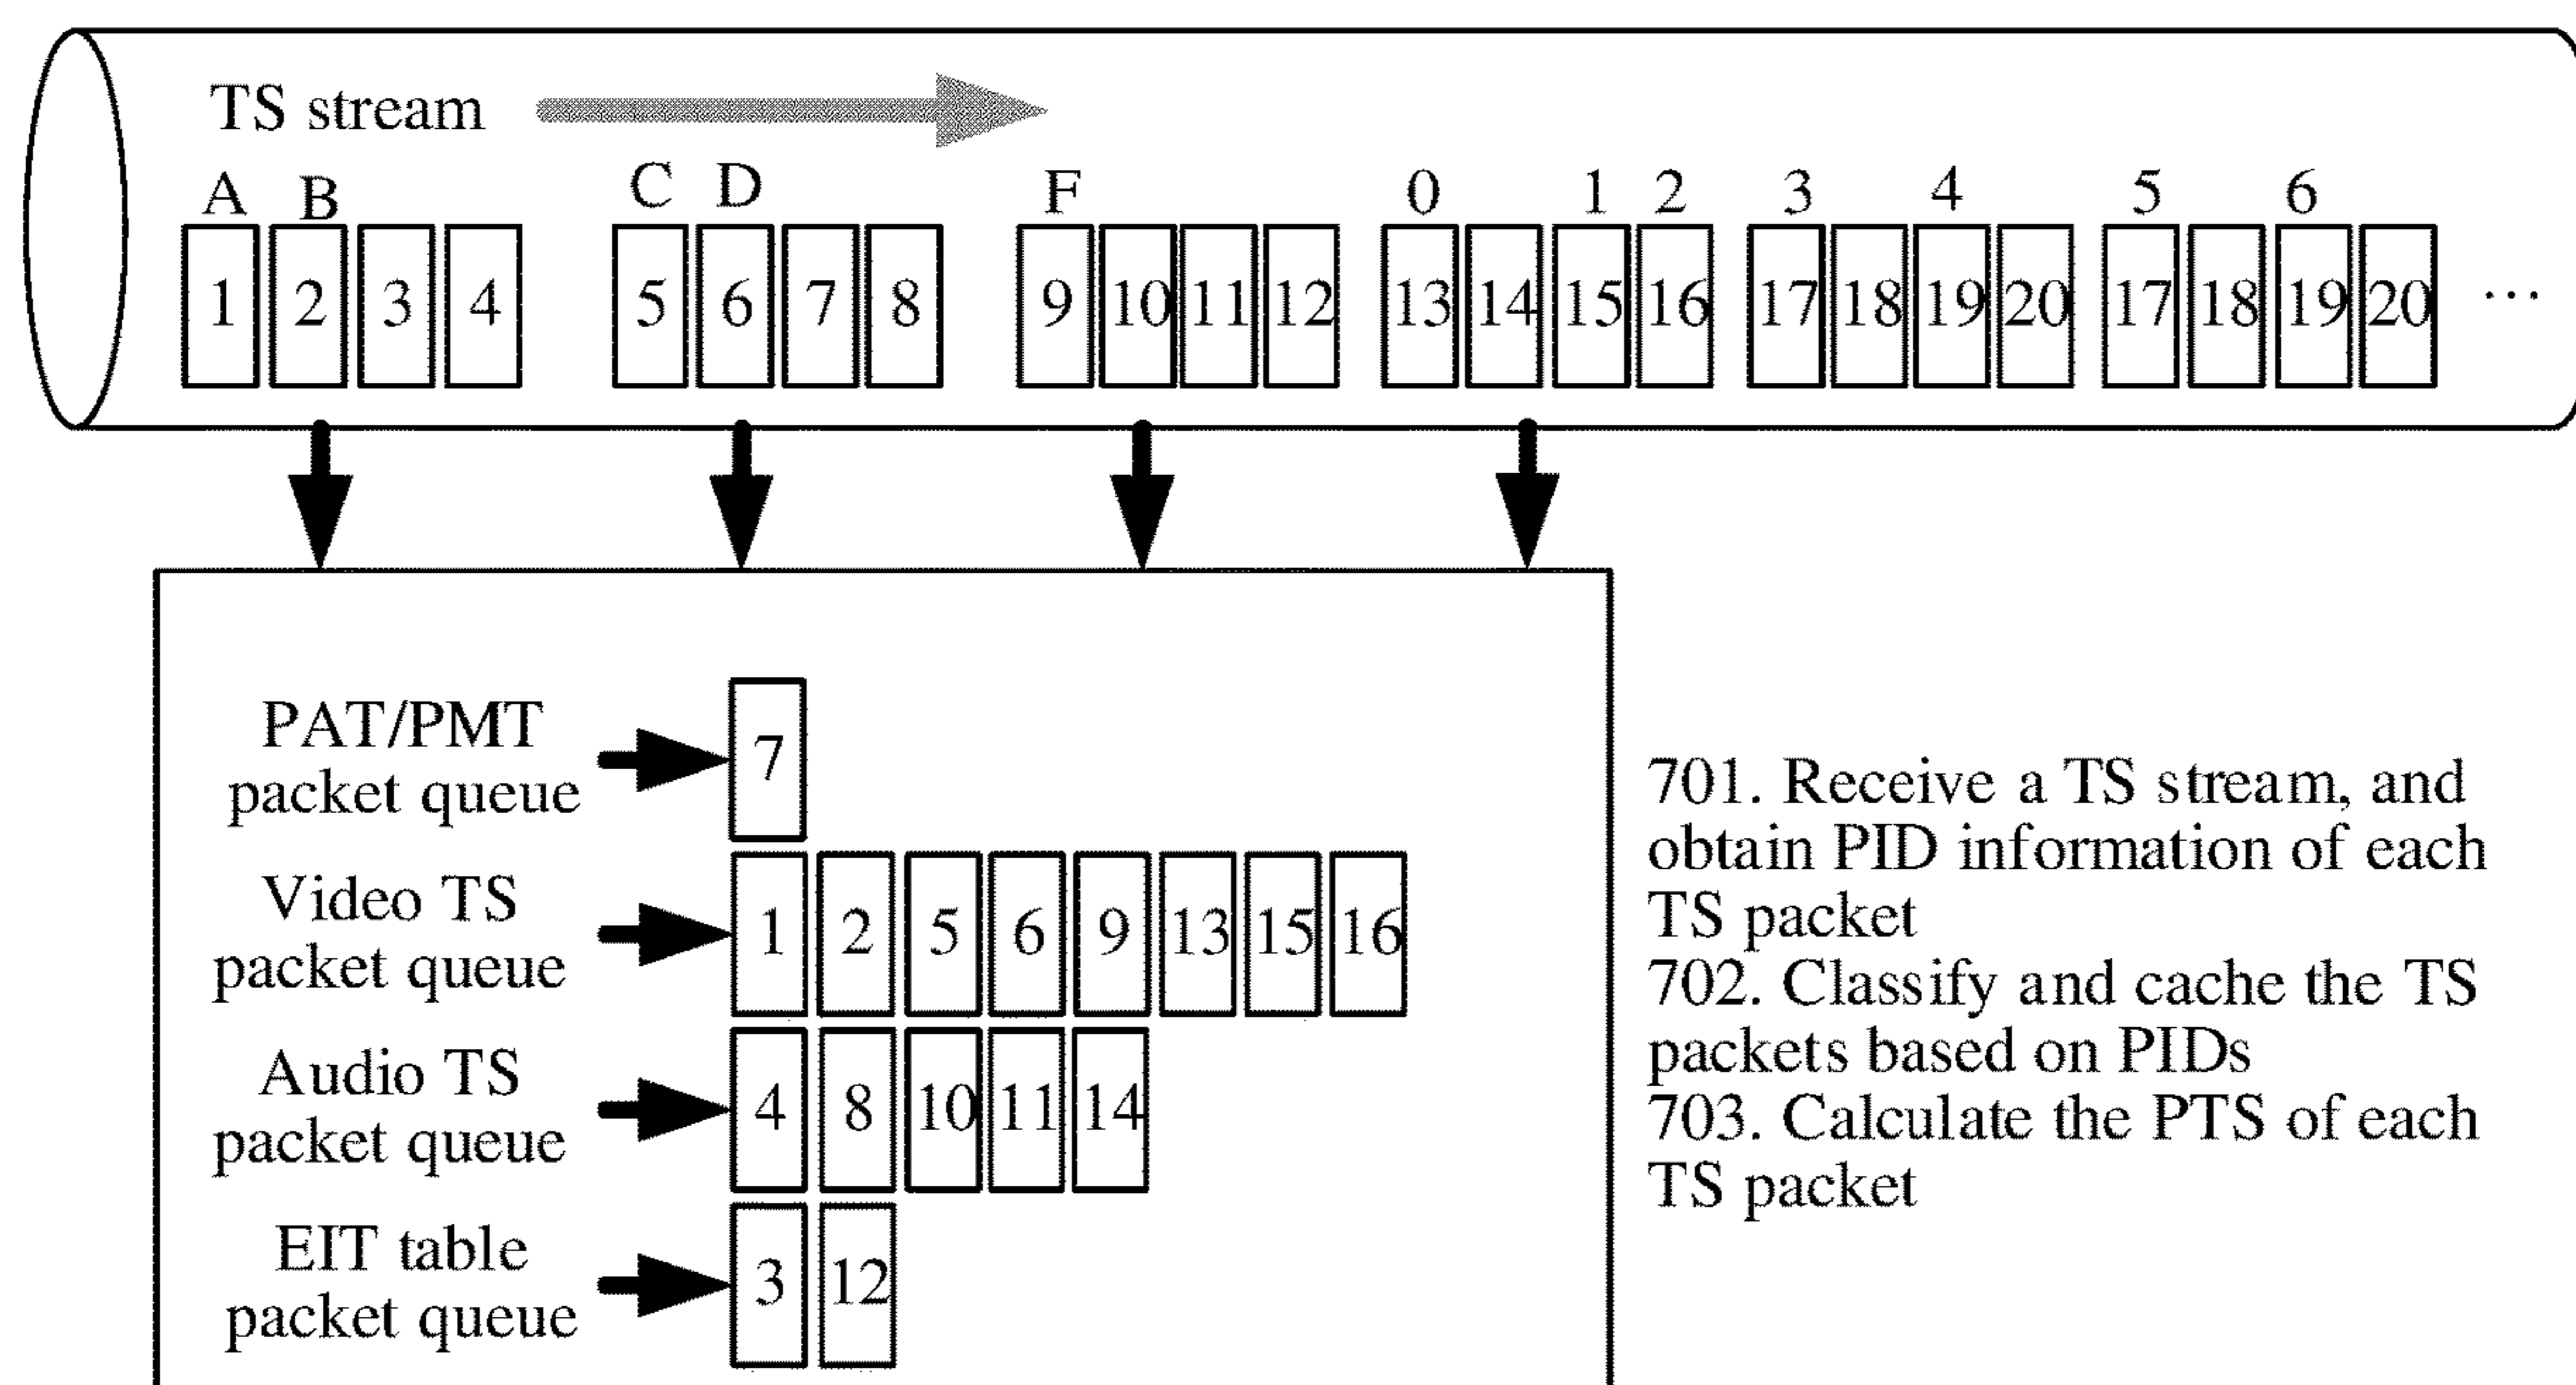 TS stream
A B C D F 0 1 2 3 4 5 6
1 2 3 4 5 6 7 8 9 10 11 12 13 14 15 16 17 18 19 20 17 18 19 20 ...
PAT/PMT
packet queue
7
Video TS
packet queue
1 2 5 6 9 13 15 16
Audio TS
packet queue
4 8 10 11 14
EIT table
packet queue
3 12
701. Receive a TS stream, and
obtain PID information of each
TS packet
702. Classify and cache the TS
packets based on PIDs
703. Calculate the PTS of each
TS packet